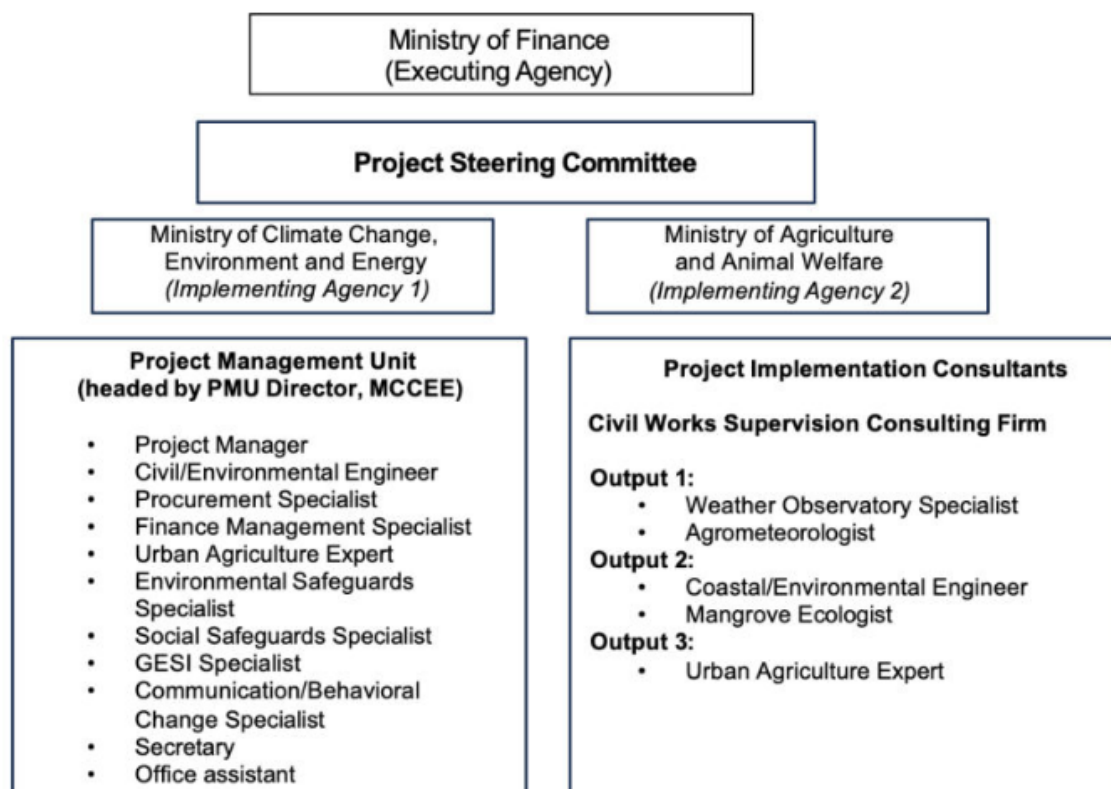 Ministry of Finance
(Executing Agency)
Project Steering Committee
Ministry of Climate Change,
Environment and Energy
(Implementing Agency 1)
Ministry of Agriculture
and Animal Welfare
(Implementing Agency 2)
Project Management Unit
(headed by PMU Director, MCCEE)
• Project Manager
• Civil/Environmental Engineer
• Procurement Specialist
• Finance Management Specialist
• Urban Agriculture Expert
• Environmental Safeguards
Specialist
• Social Safeguards Specialist
• GESI Specialist
• Communication/Behavioral
Change Specialist
• Secretary
• Office assistant
Project Implementation Consultants
Civil Works Supervision Consulting Firm
Output 1:
• Weather Observatory Specialist
• Agrometeorologist
Output 2:
• Coastal/Environmental Engineer
• Mangrove Ecologist
Output 3:
• Urban Agriculture Expert